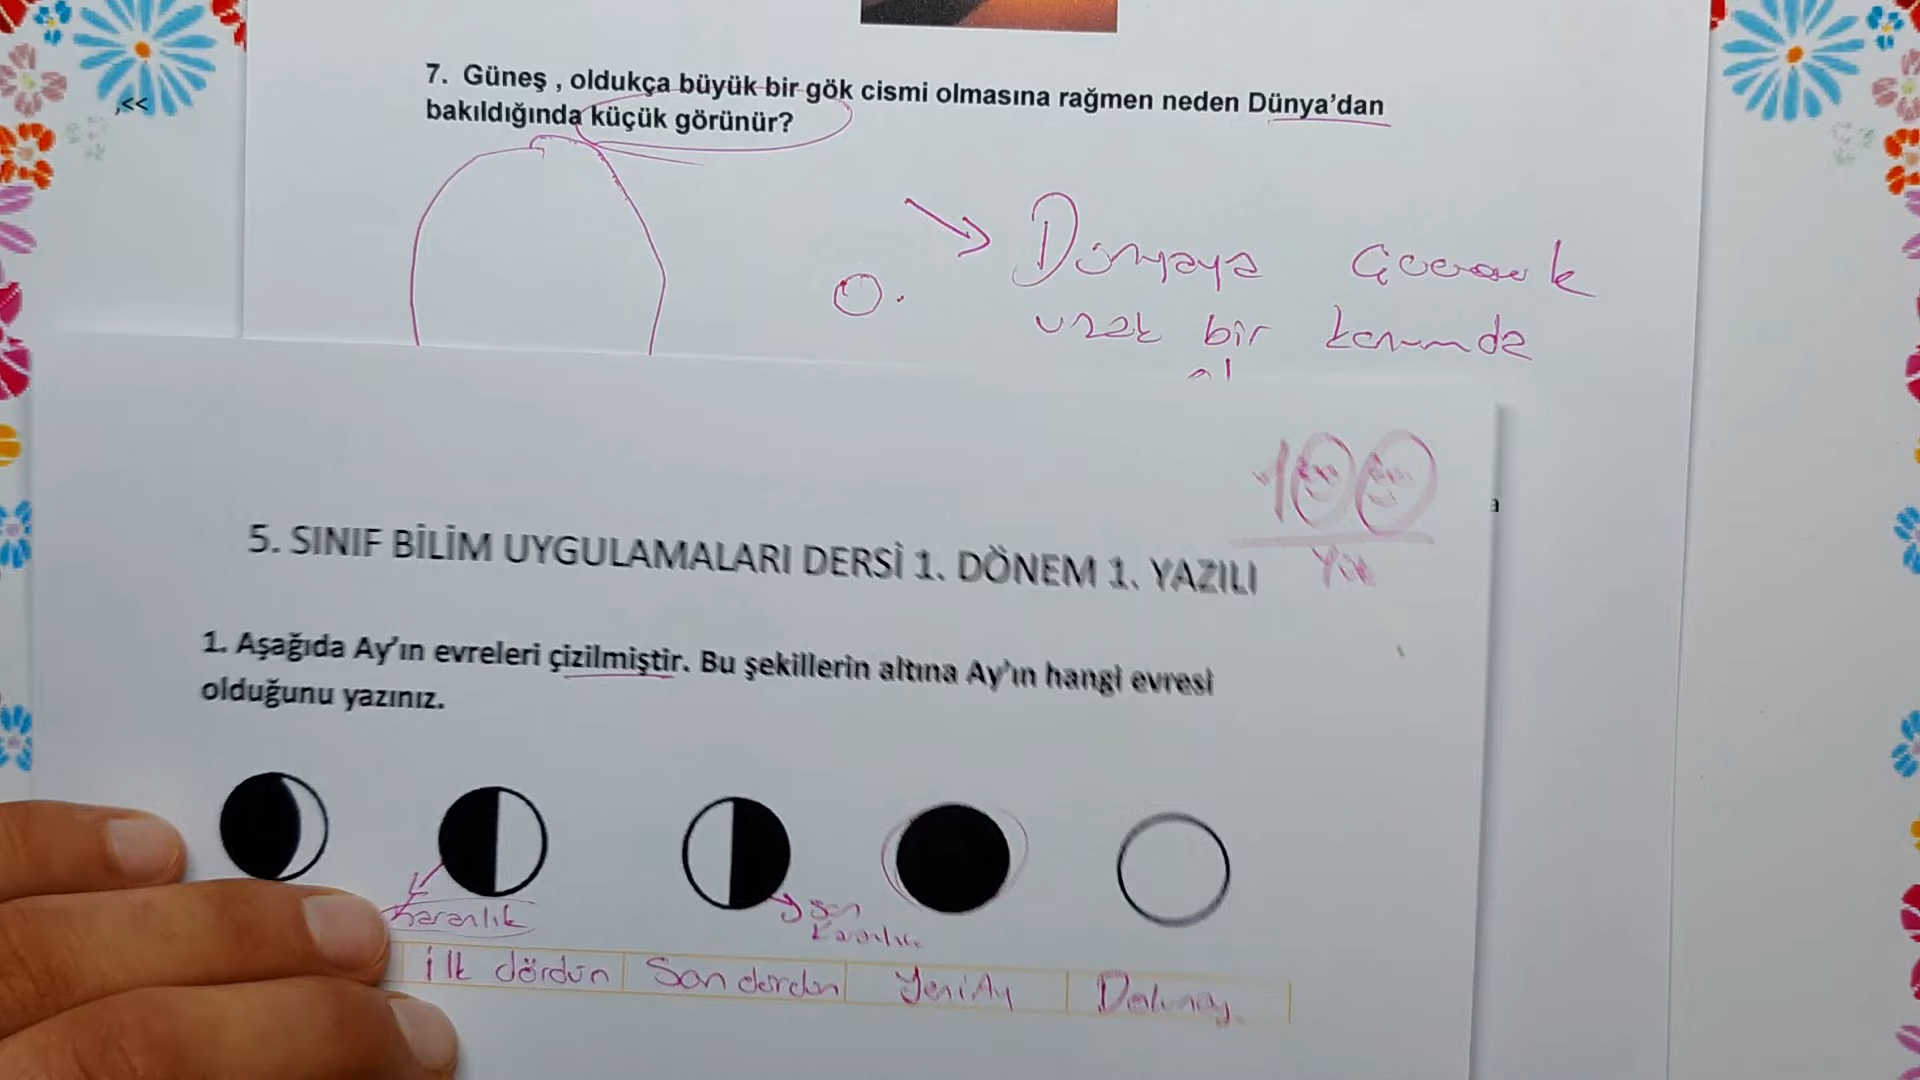 <<
7. Güneş , oldukça büyük bir gök cismi olmasına rağmen neden Dünya'dan
bakıldığında küçük görünür?
Dünyaya
uzak bir konumda
100
5. SINIF BİLİM UYGULAMALARI DERSİ 1. DÖNEM 1. YAZILI
1. Aşağıda Ay'ın evreleri çizilmiştir. Bu şekillerin altına Ay'ın hangi evresi
olduğunu yazınız.
karanlık
Son
ilk dördün Son dördün Yeni Ay Dolunay